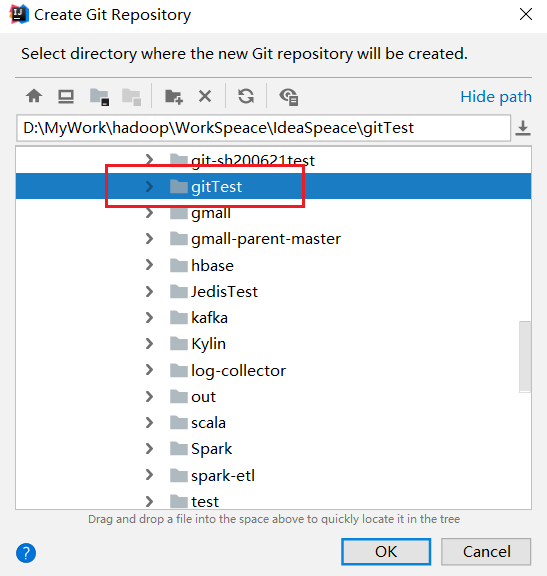 Create Git Repository
Select directory where the new Git repository will be created.
Hide path
D:\MyWork\hadoop\WorkSpeace\IdeaSpeace\gitTest
git-sh200621test
gitTest
gmall
gmall-parent-master
hbase
JedisTest
kafka
Kylin
log-collector
out
scala
Spark
spark-etl
test
Drag and drop a file into the space above to quickly locate it in the tree
?
OK
Cancel